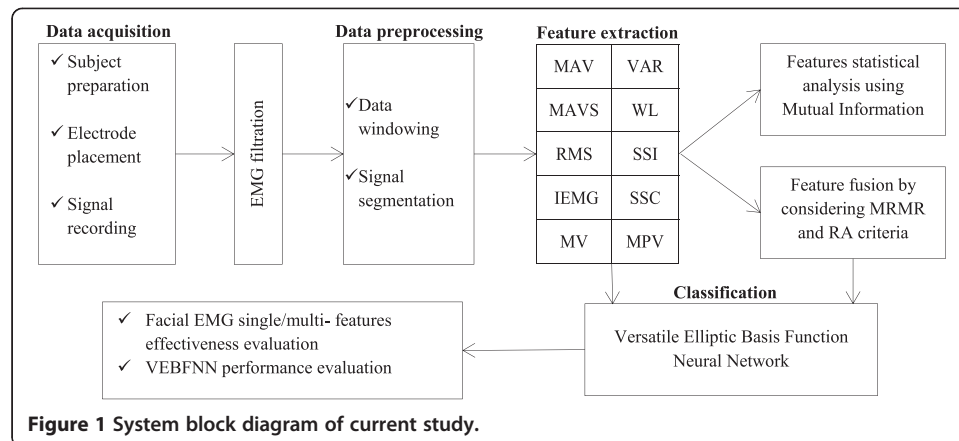 Data acquisition
✓ Subject
preparation
✓ Electrode
placement
✓ Signal
recording
EMG filtration
Data preprocessing
✓ Data
windowing
✓ Signal
segmentation
Feature extraction
MAV VAR
MAVS WL
RMS SSI
IEMG SSC
MV MPV
Features statistical
analysis using
Mutual Information
Feature fusion by
considering MRMR
and RA criteria
Classification
Versatile Elliptic Basis Function
Neural Network
✓ Facial EMG single/multi- features
effectiveness evaluation
✓ VEBFNN performance evaluation
Figure 1 System block diagram of current study.